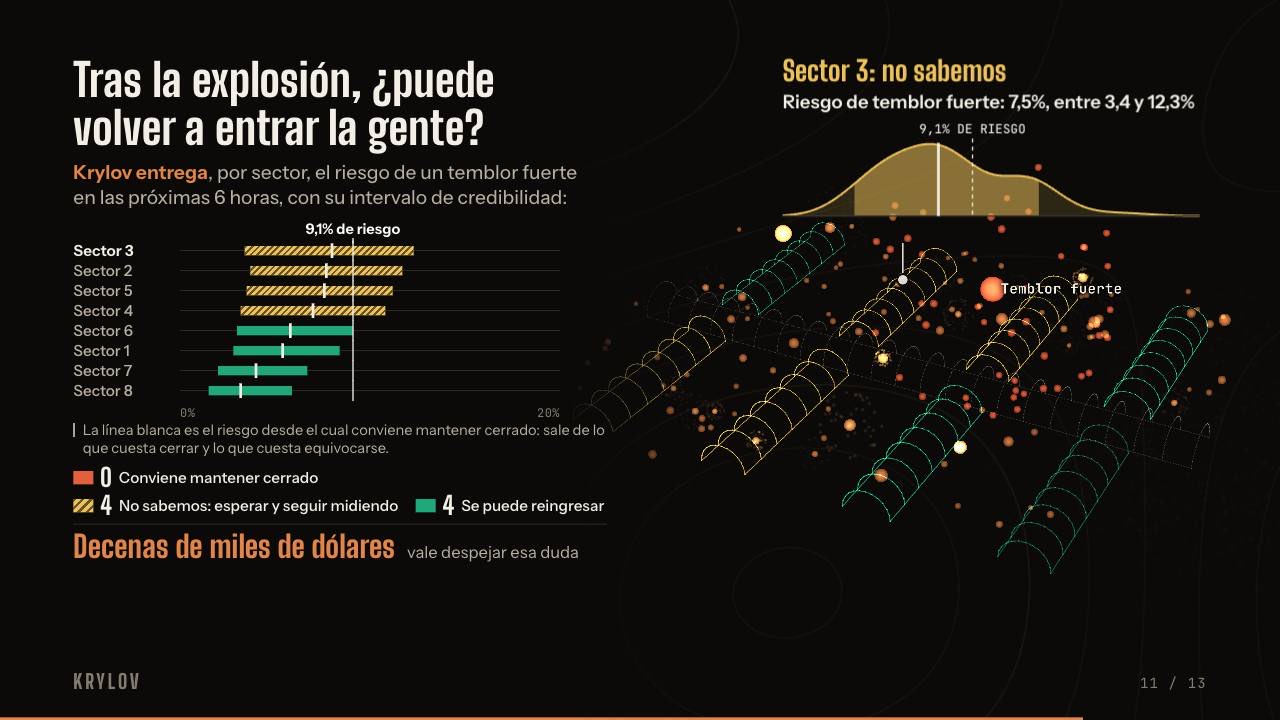 Tras la explosión, ¿puede
volver a entrar la gente?
Krylov entrega, por sector, el riesgo de un temblor fuerte
en las próximas 6 horas, con su intervalo de credibilidad:
9,1% de riesgo
Sector 3
Sector 2
Sector 5
Sector 4
Sector 6
Sector 1
Sector 7
Sector 8
0%
20%
La línea blanca es el riesgo desde el cual conviene mantener cerrado: sale de lo
que cuesta cerrar y lo que cuesta equivocarse.
0 Conviene mantener cerrado
4 No sabemos: esperar y seguir midiendo
4 Se puede reingresar
Decenas de miles de dólares vale despejar esa duda
Sector 3: no sabemos
Riesgo de temblor fuerte: 7,5%, entre 3,4 y 12,3%
9,1% DE RIESGO
Temblor fuerte
KRYLOV
11 / 13